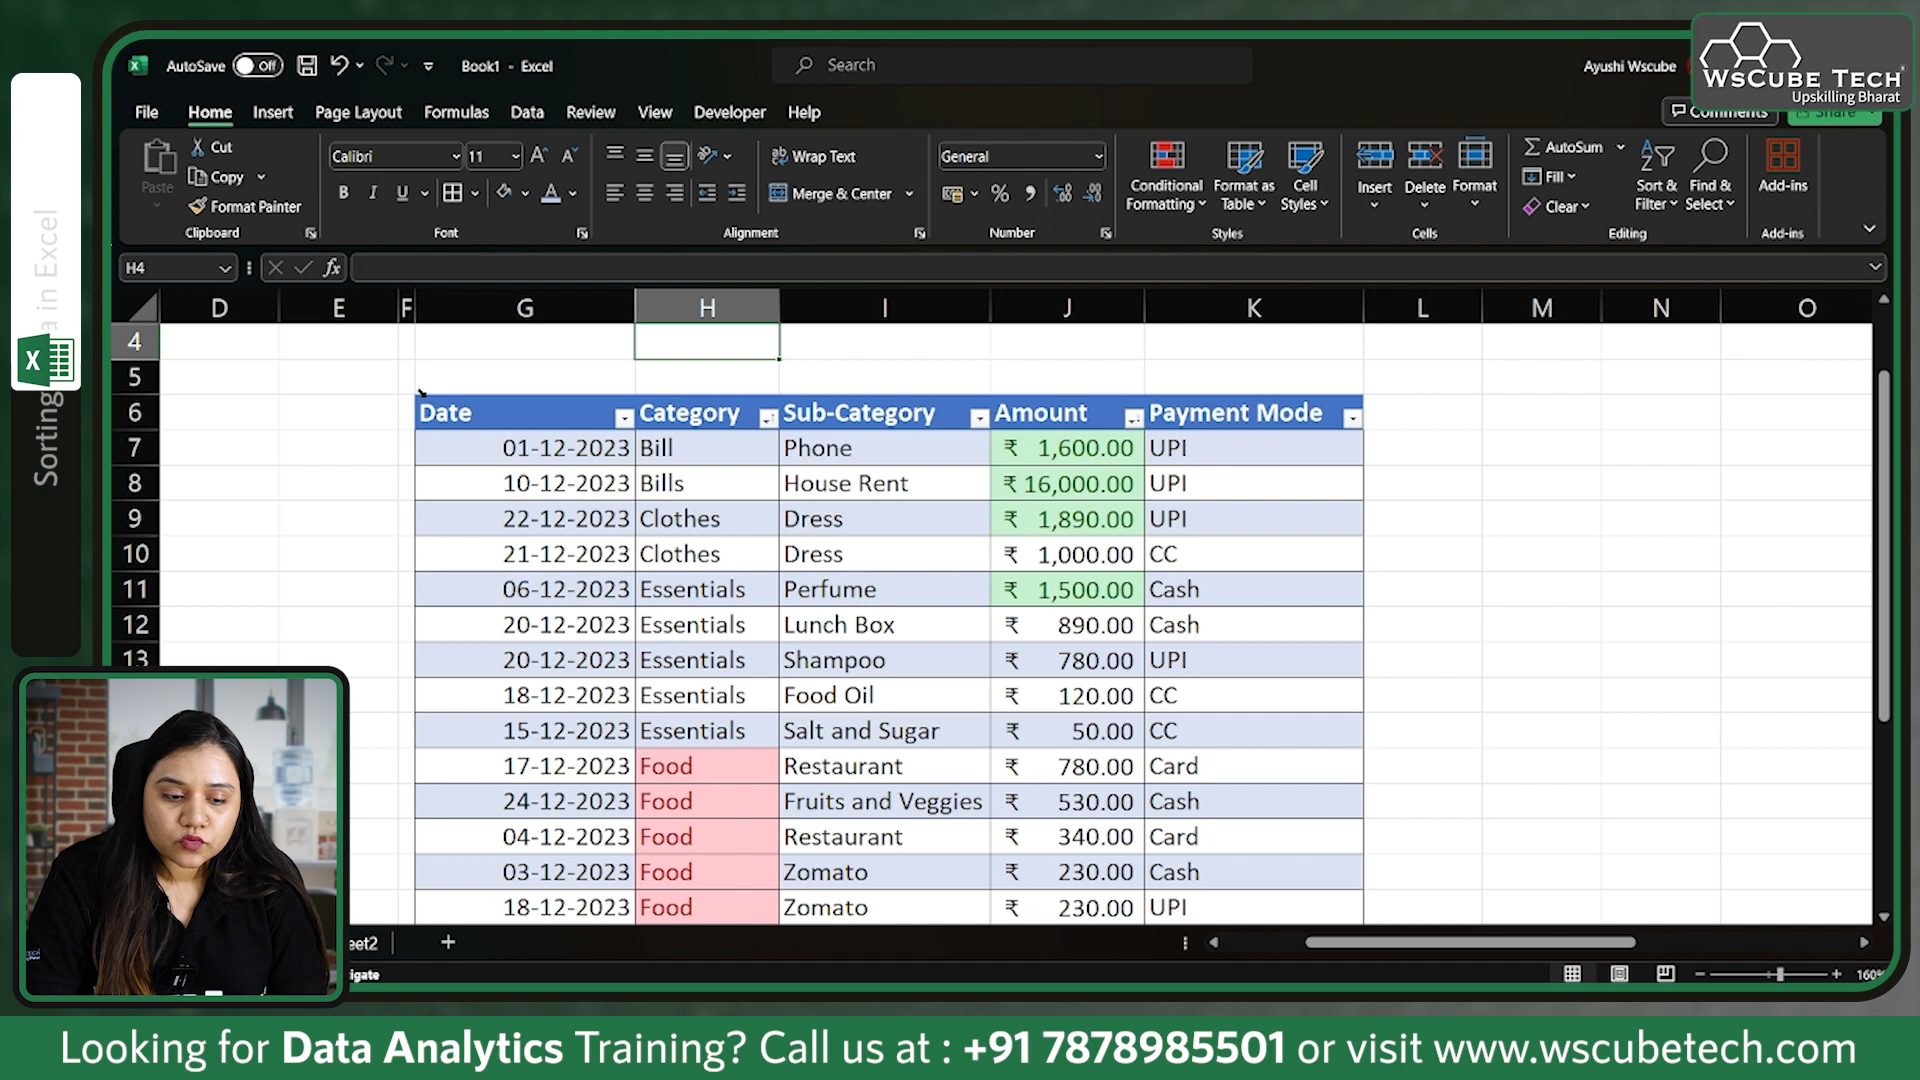 AutoSave Off Book1 - Excel Search Ayushi Wscube
WsCube Tech
Upskilling Bharat
File Home Insert Page Layout Formulas Data Review View Developer Help Comments Share
Paste Cut Copy Format Painter
Clipboard
Calibri 11
B I U
Font
Wrap Text
Merge & Center
Alignment
General
%
Number
Conditional Formatting Format as Table Cell Styles
Styles
Insert Delete Format
Cells
AutoSum
Fill
Clear
Sort & Filter Find & Select
Editing
Add-ins
Add-ins
H4 fx
D E F G H I J K L M N O
4
5
6 Date Category Sub-Category Amount Payment Mode
7 01-12-2023 Bill Phone ₹ 1,600.00 UPI
8 10-12-2023 Bills House Rent ₹ 16,000.00 UPI
9 22-12-2023 Clothes Dress ₹ 1,890.00 UPI
10 21-12-2023 Clothes Dress ₹ 1,000.00 CC
11 06-12-2023 Essentials Perfume ₹ 1,500.00 Cash
12 20-12-2023 Essentials Lunch Box ₹ 890.00 Cash
13 20-12-2023 Essentials Shampoo ₹ 780.00 UPI
18-12-2023 Essentials Food Oil ₹ 120.00 CC
15-12-2023 Essentials Salt and Sugar ₹ 50.00 CC
17-12-2023 Food Restaurant ₹ 780.00 Card
24-12-2023 Food Fruits and Veggies ₹ 530.00 Cash
04-12-2023 Food Restaurant ₹ 340.00 Card
03-12-2023 Food Zomato ₹ 230.00 Cash
18-12-2023 Food Zomato ₹ 230.00 UPI
eet2
igate
160%
Sorting a in Excel
Looking for Data Analytics Training? Call us at : +91 7878985501 or visit www.wscubetech.com